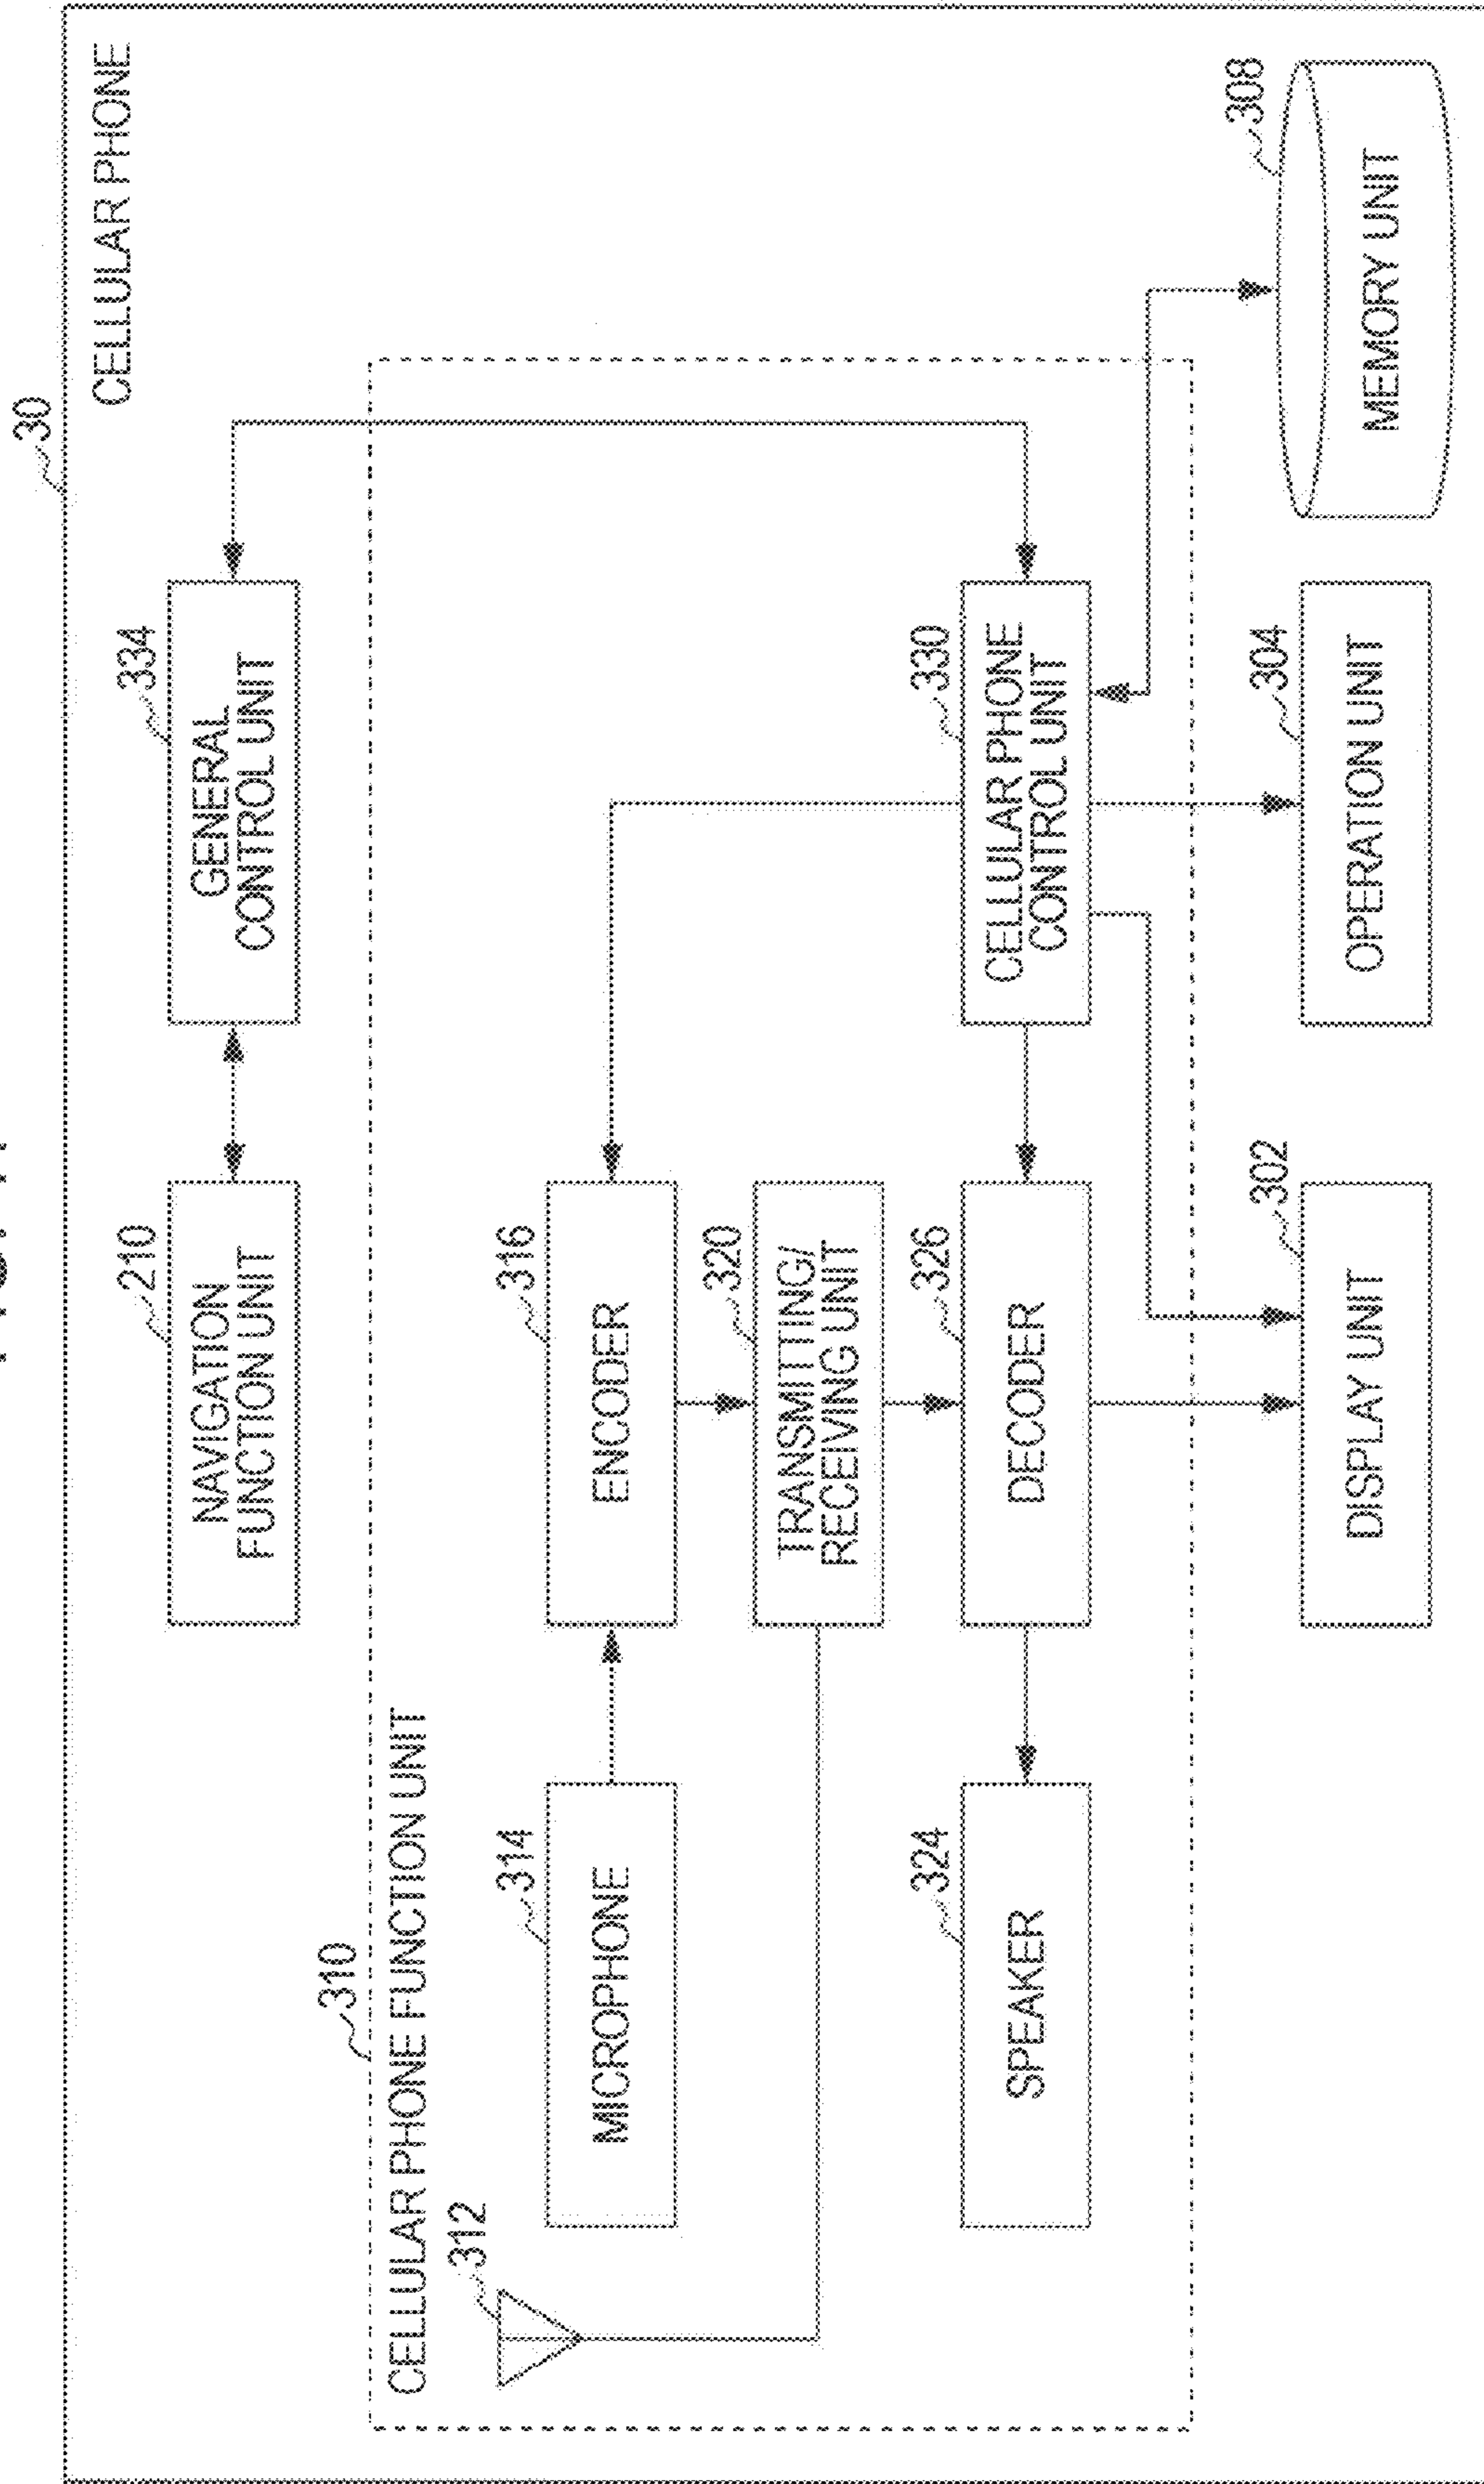 30
CELLULAR PHONE
210
NAVIGATION
FUNCTION UNIT
334
GENERAL
CONTROL UNIT
310
CELLULAR PHONE FUNCTION UNIT
312
314
MICROPHONE
316
ENCODER
320
TRANSMITTING/
RECEIVING UNIT
324
SPEAKER
326
DECODER
330
CELLULAR PHONE
CONTROL UNIT
302
DISPLAY UNIT
304
OPERATION UNIT
308
MEMORY UNIT